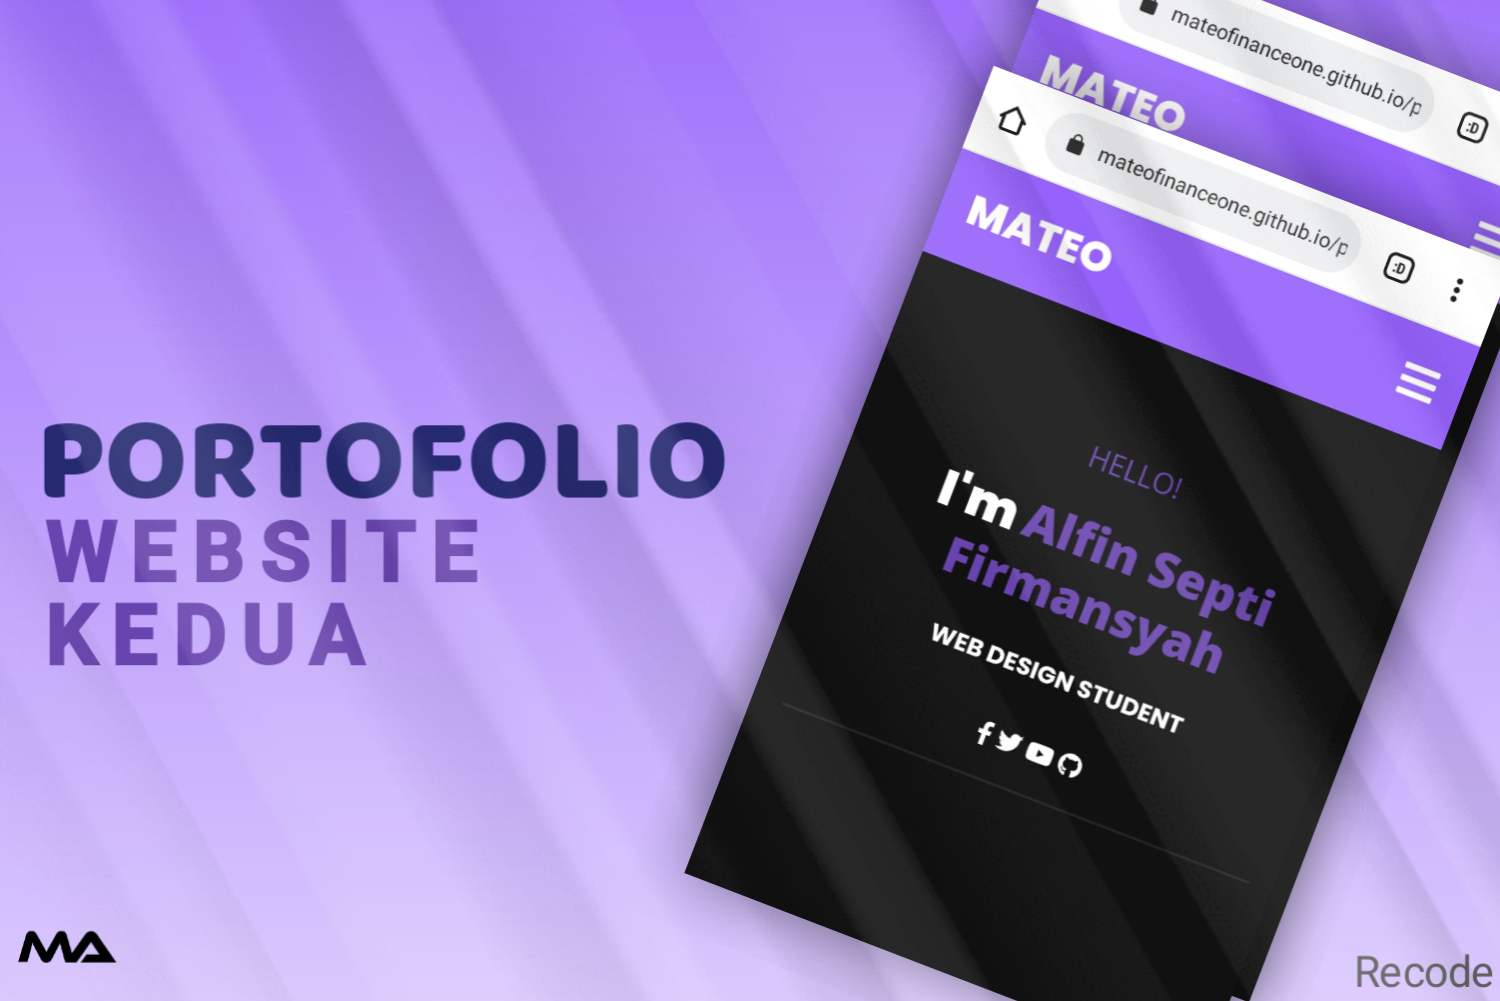 mateofinanceone.github.io/p
:D
MATEO
mateofinanceone.github.io/p
:D
MATEO
HELLO!
I'm Alfin Septi
Firmansyah
WEB DESIGN STUDENT
PORTOFOLIO
WEBSITE
KEDUA
MA
Recode